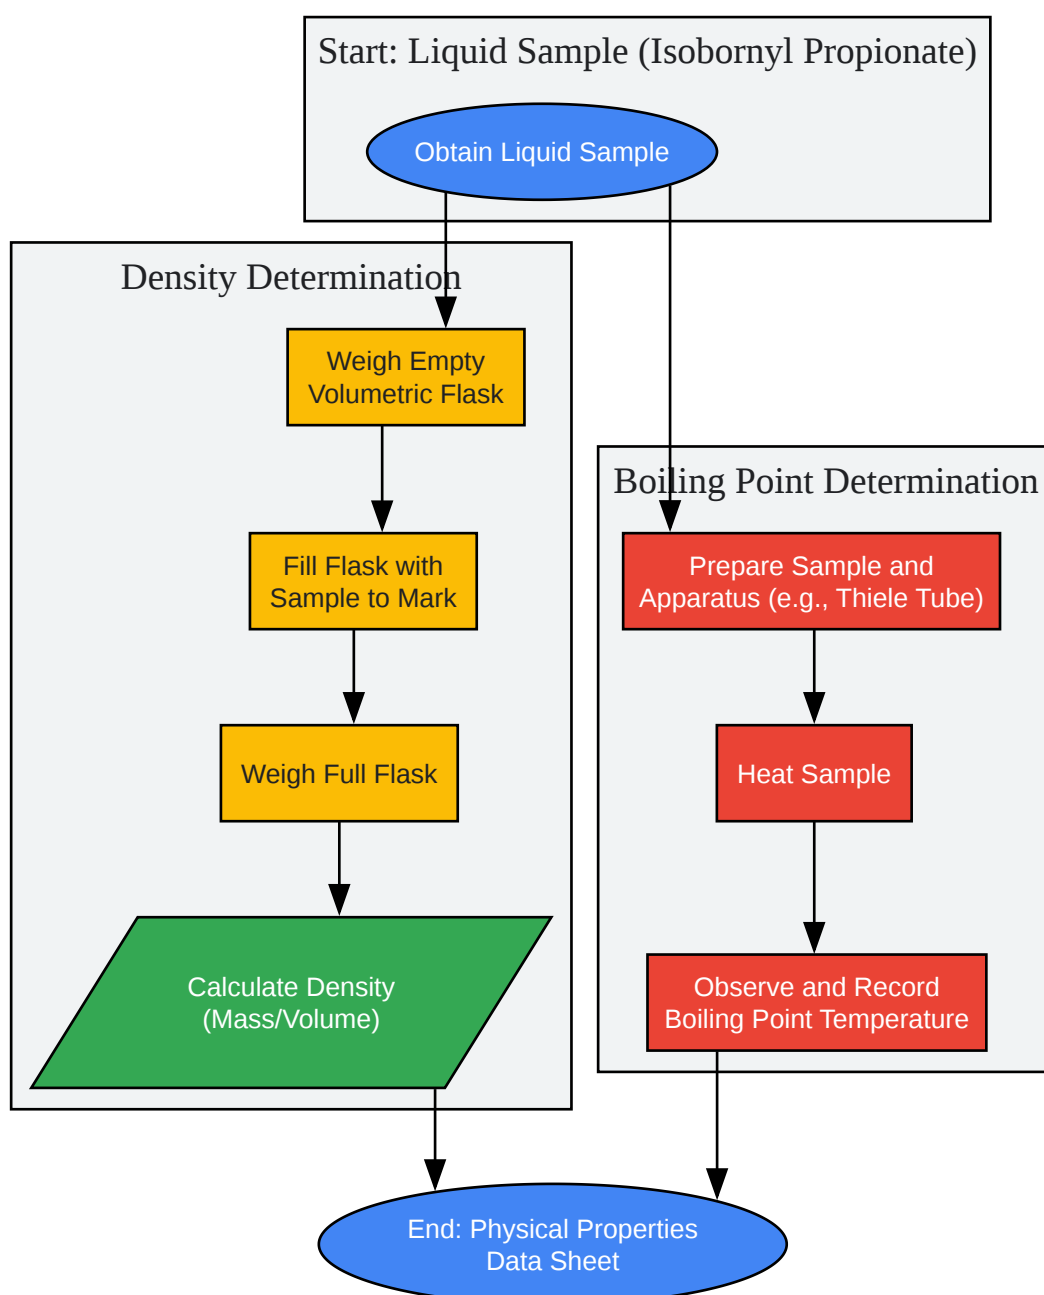 Start: Liquid Sample (Isobornyl Propionate)
Obtain Liquid Sample
Density Determination
Weigh Empty
Volumetric Flask
Fill Flask with
Sample to Mark
Weigh Full Flask
Calculate Density
(Mass/Volume)
Boiling Point Determination
Prepare Sample and
Apparatus (e.g., Thiele Tube)
Heat Sample
Observe and Record
Boiling Point Temperature
End: Physical Properties
Data Sheet